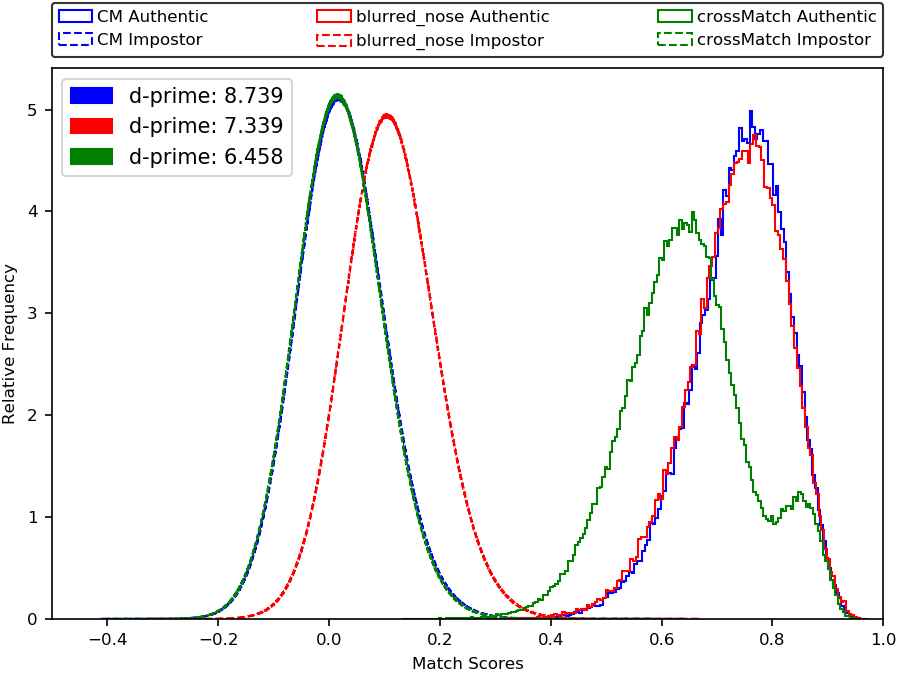 CM Authentic blurred_nose Authentic crossMatch Authentic
CM Impostor blurred_nose Impostor crossMatch Impostor
d-prime: 8.739
d-prime: 7.339
d-prime: 6.458
Relative Frequency
5
4
3
2
1
0
−0.4 −0.2 0.0 0.2 0.4 0.6 0.8 1.0
Match Scores